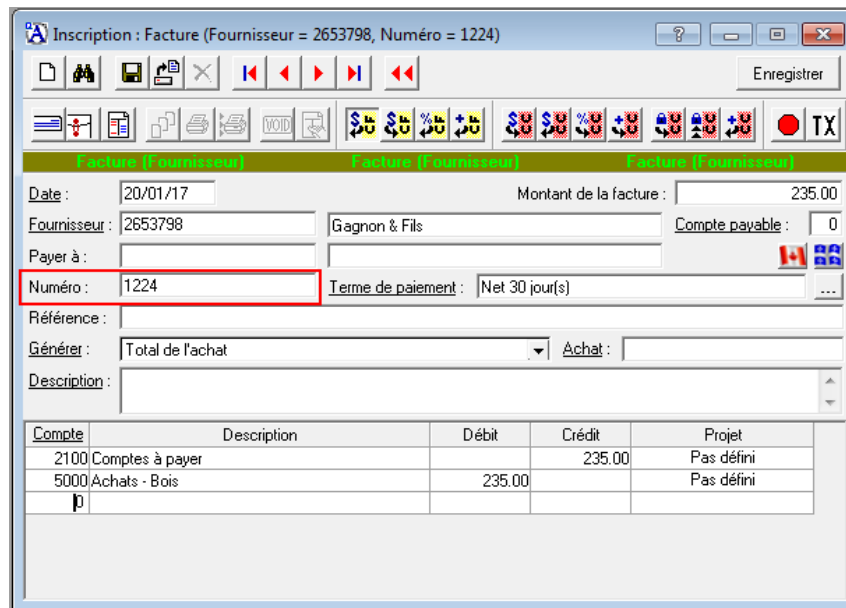 Inscription : Facture (Fournisseur = 2653798, Numéro = 1224)
Enregistrer
VOID TX
Facture (Fournisseur) Facture (Fournisseur) Facture (Fournisseur)
Date : 20/01/17 Montant de la facture : 235.00
Fournisseur : 2653798 Gagnon & Fils Compte payable : 0
Payer à :
Numéro : 1224 Terme de paiement : Net 30 jour(s) ...
Référence :
Générer : Total de l'achat Achat :
Description :
Compte Description Débit Crédit Projet
2100 Comptes à payer 235.00 Pas défini
5000 Achats - Bois 235.00 Pas défini
0